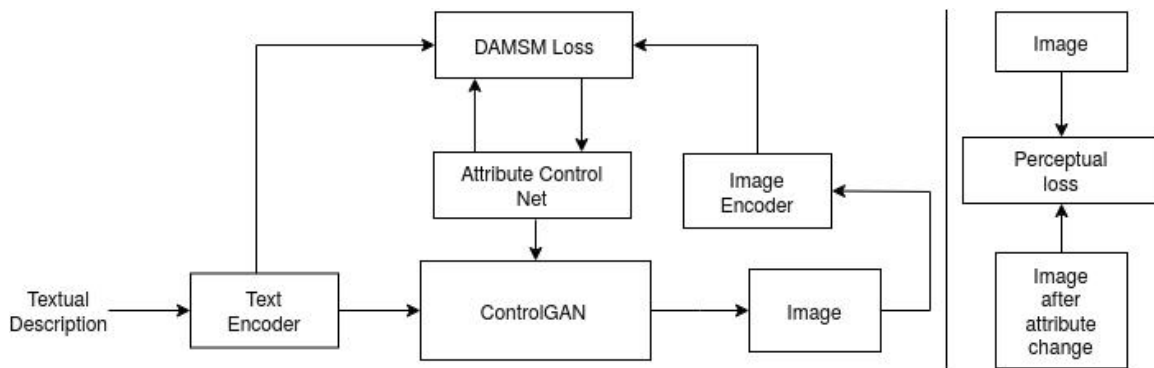 DAMSM Loss
Attribute Control
Net
Image
Encoder
Textual
Description
Text
Encoder
ControlGAN
Image
Image
Perceptual
loss
Image
after
attribute
change